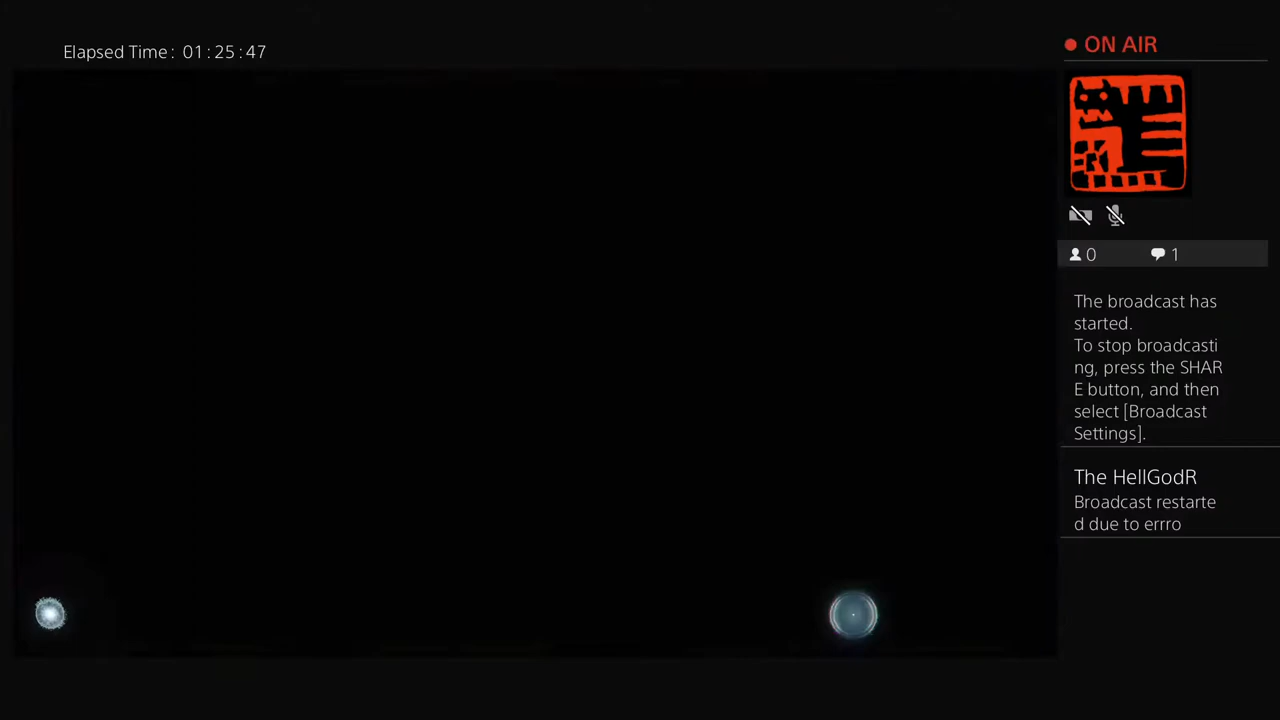 Elapsed Time: 01:25:47
ON AIR
0
1
The broadcast has
started.
To stop broadcasti
ng, press the SHAR
E button, and then
select [Broadcast
Settings].
The HellGodR
Broadcast restarte
d due to errro